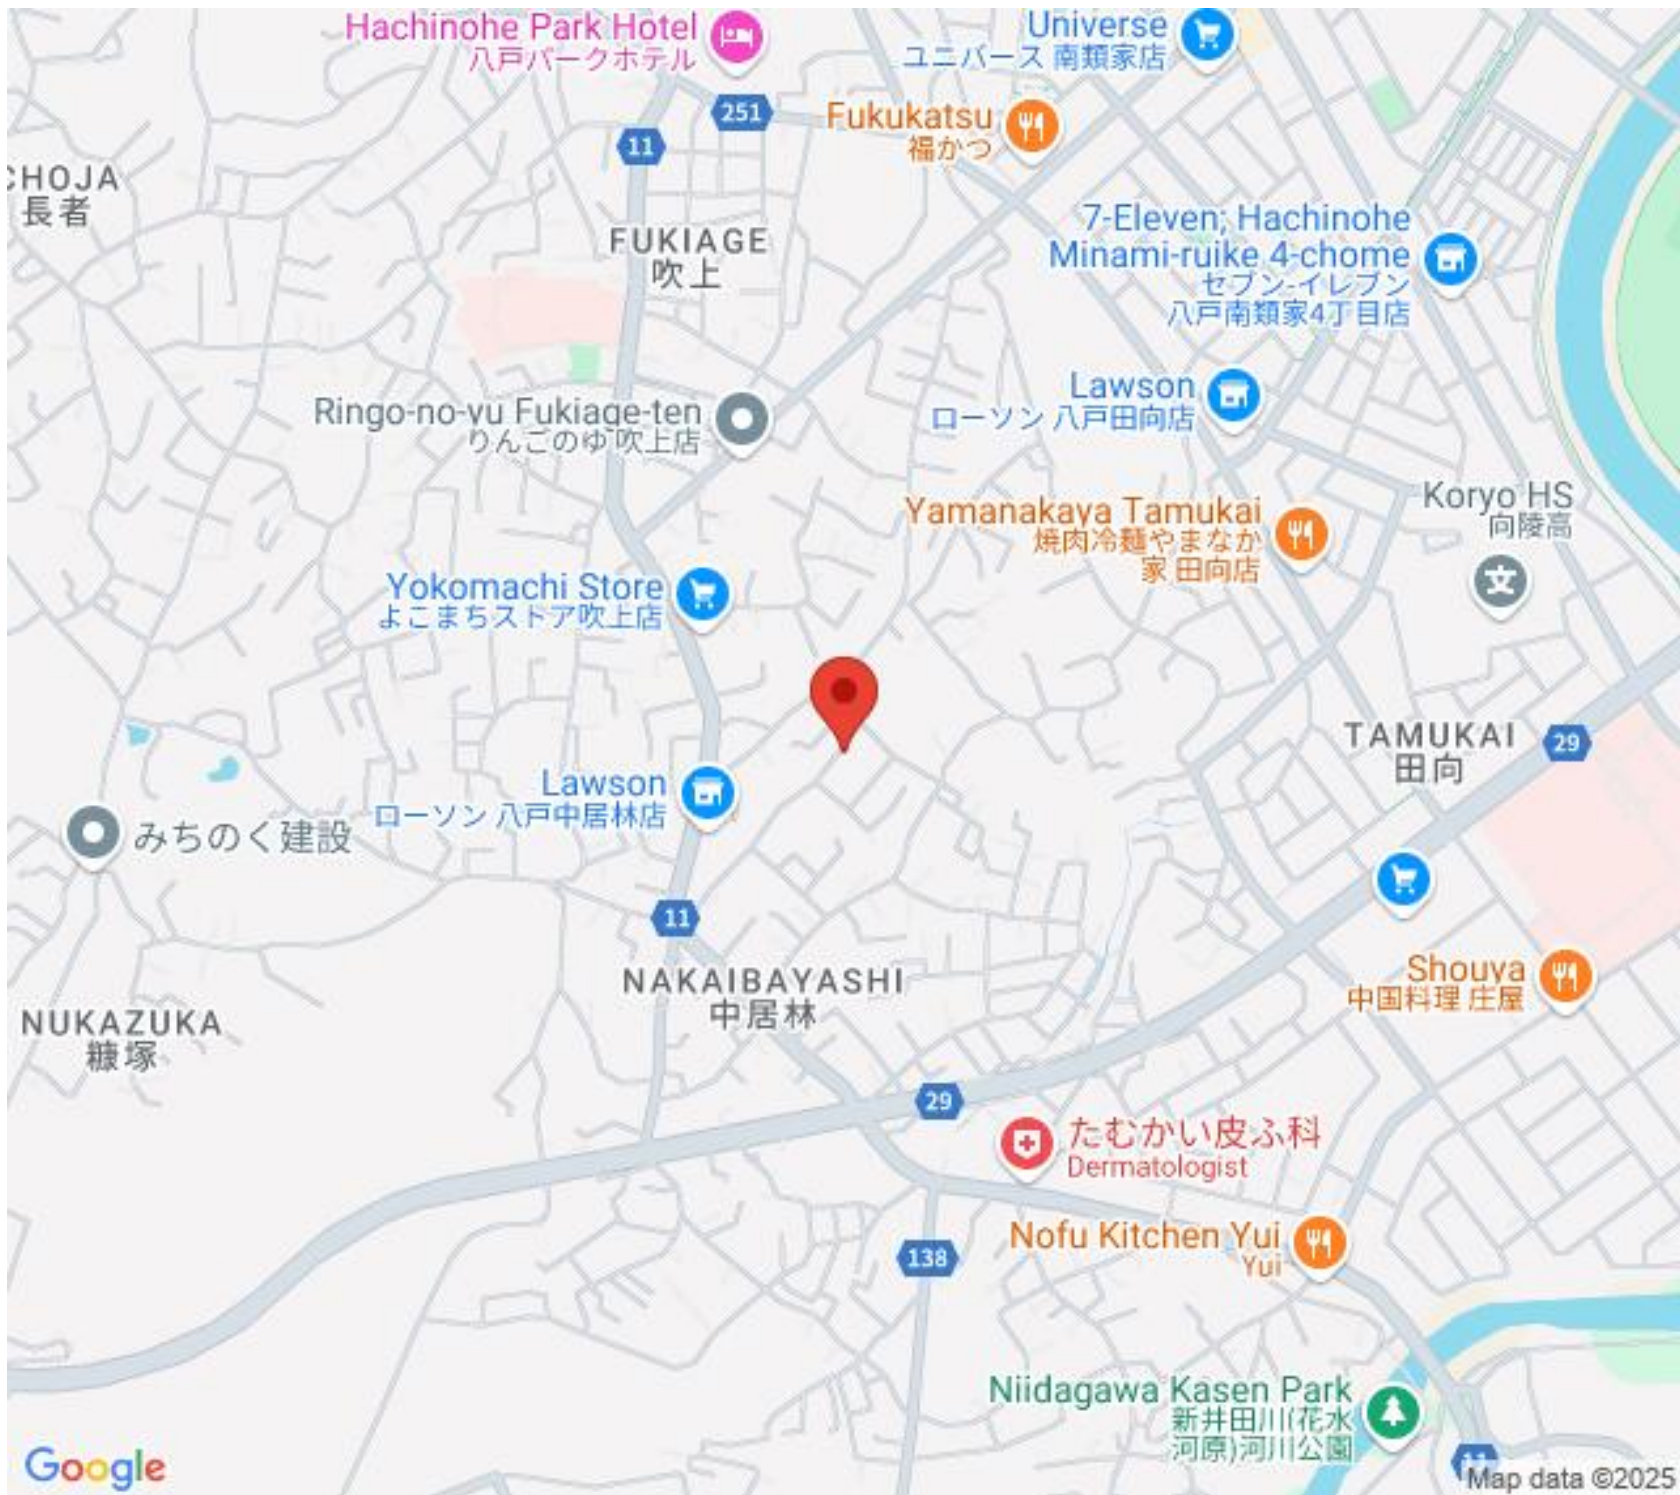 Hachinohe Park Hotel
八戸パークホテル
Universe
ユニバース 南類家店
251
Fukukatsu
福かつ
11
CHOJA
長者
FUKIAGE
吹上
7-Eleven; Hachinohe
Minami-ruike 4-chome
セブン-イレブン
八戸南類家4丁目店
Lawson
ローソン 八戸田向店
Ringo-no-yu Fukiage-ten
りんごのゆ 吹上店
Koryo HS
向陵高
文
Yamanakaya Tamukai
焼肉冷麺やまなか
家 田向店
Yokomachi Store
よこまちストア吹上店
TAMUKAI
田向
29
Lawson
ローソン 八戸中居林店
みちのく建設
11
NAKAIBAYASHI
中居林
Shouya
中国料理 庄屋
NUKAZUKA
糠塚
29
たむかい皮ふ科
Dermatologist
Nofu Kitchen Yui
Yui
138
Niidagawa Kasen Park
新井田川(花水
河原)河川公園
Google
Map data ©2025